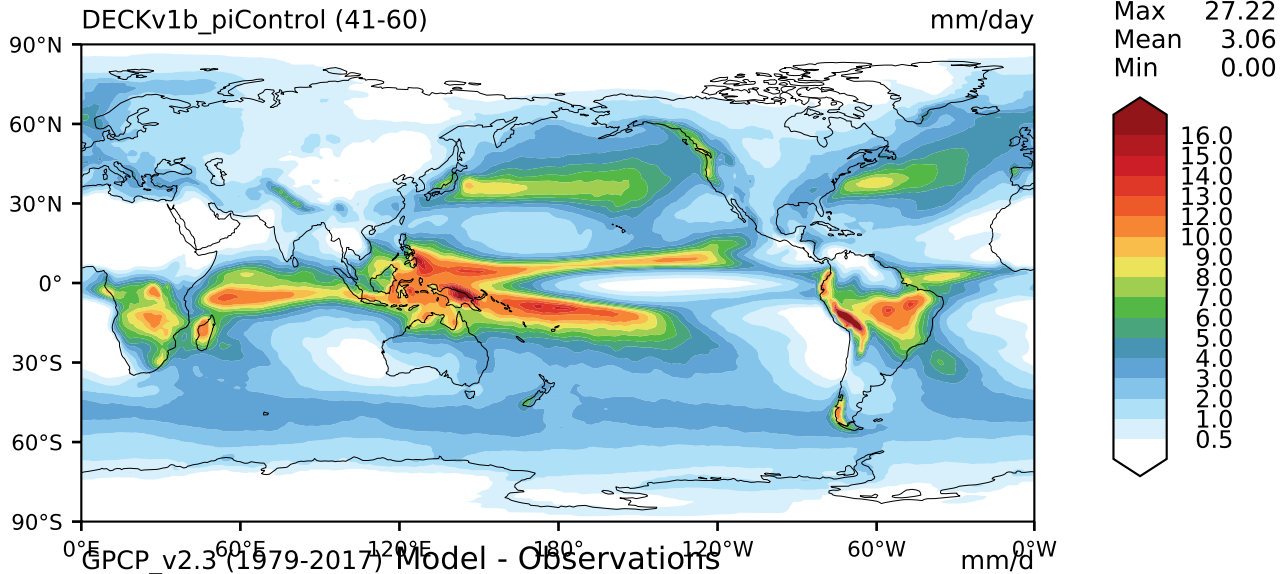 DECKv1b_piControl (41-60) mm/day
Max 27.22
Mean 3.06
Min 0.00
90°N
60°N
30°N
0°
30°S
60°S
90°S
0°E 60°E 120°E 180° 120°W 60°W 0°W
16.0
15.0
14.0
13.0
12.0
10.0
9.0
8.0
7.0
6.0
5.0
4.0
3.0
2.0
1.0
0.5
GPCP_v2.3 (1979-2017) Model - Observations mm/d